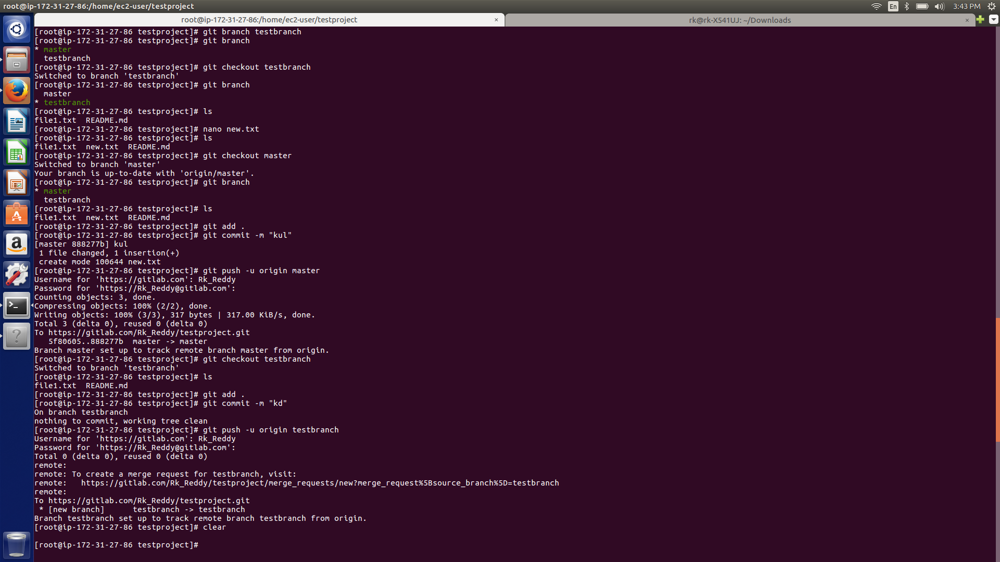 root@ip-172-31-27-86:/home/ec2-user/testproject
En
3:43 PM
root@ip-172-31-27-86:/home/ec2-user/testproject ×
rk@rk-X541UJ: ~/Downloads ×
[root@ip-172-31-27-86 testproject]# git branch testbranch
[root@ip-172-31-27-86 testproject]# git branch
* master
  testbranch
[root@ip-172-31-27-86 testproject]# git checkout testbranch
Switched to branch 'testbranch'
[root@ip-172-31-27-86 testproject]# git branch
  master
* testbranch
[root@ip-172-31-27-86 testproject]# ls
file1.txt  README.md
[root@ip-172-31-27-86 testproject]# nano new.txt
[root@ip-172-31-27-86 testproject]# ls
file1.txt  new.txt  README.md
[root@ip-172-31-27-86 testproject]# git checkout master
Switched to branch 'master'
Your branch is up-to-date with 'origin/master'.
[root@ip-172-31-27-86 testproject]# git branch
* master
  testbranch
[root@ip-172-31-27-86 testproject]# ls
file1.txt  new.txt  README.md
[root@ip-172-31-27-86 testproject]# git add .
[root@ip-172-31-27-86 testproject]# git commit -m "kul"
[master 888277b] kul
 1 file changed, 1 insertion(+)
 create mode 100644 new.txt
[root@ip-172-31-27-86 testproject]# git push -u origin master
Username for 'https://gitlab.com': Rk_Reddy
Password for 'https://Rk_Reddy@gitlab.com':
Counting objects: 3, done.
Compressing objects: 100% (2/2), done.
Writing objects: 100% (3/3), 317 bytes | 317.00 KiB/s, done.
Total 3 (delta 0), reused 0 (delta 0)
To https://gitlab.com/Rk_Reddy/testproject.git
   5f80605..888277b  master -> master
Branch master set up to track remote branch master from origin.
[root@ip-172-31-27-86 testproject]# git checkout testbranch
Switched to branch 'testbranch'
[root@ip-172-31-27-86 testproject]# ls
file1.txt  README.md
[root@ip-172-31-27-86 testproject]# git add .
[root@ip-172-31-27-86 testproject]# git commit -m "kd"
On branch testbranch
nothing to commit, working tree clean
[root@ip-172-31-27-86 testproject]# git push -u origin testbranch
Username for 'https://gitlab.com': Rk_Reddy
Password for 'https://Rk_Reddy@gitlab.com':
Total 0 (delta 0), reused 0 (delta 0)
remote:
remote: To create a merge request for testbranch, visit:
remote:   https://gitlab.com/Rk_Reddy/testproject/merge_requests/new?merge_request%5Bsource_branch%5D=testbranch
remote:
To https://gitlab.com/Rk_Reddy/testproject.git
 * [new branch]      testbranch -> testbranch
Branch testbranch set up to track remote branch testbranch from origin.
[root@ip-172-31-27-86 testproject]# clear
[root@ip-172-31-27-86 testproject]#